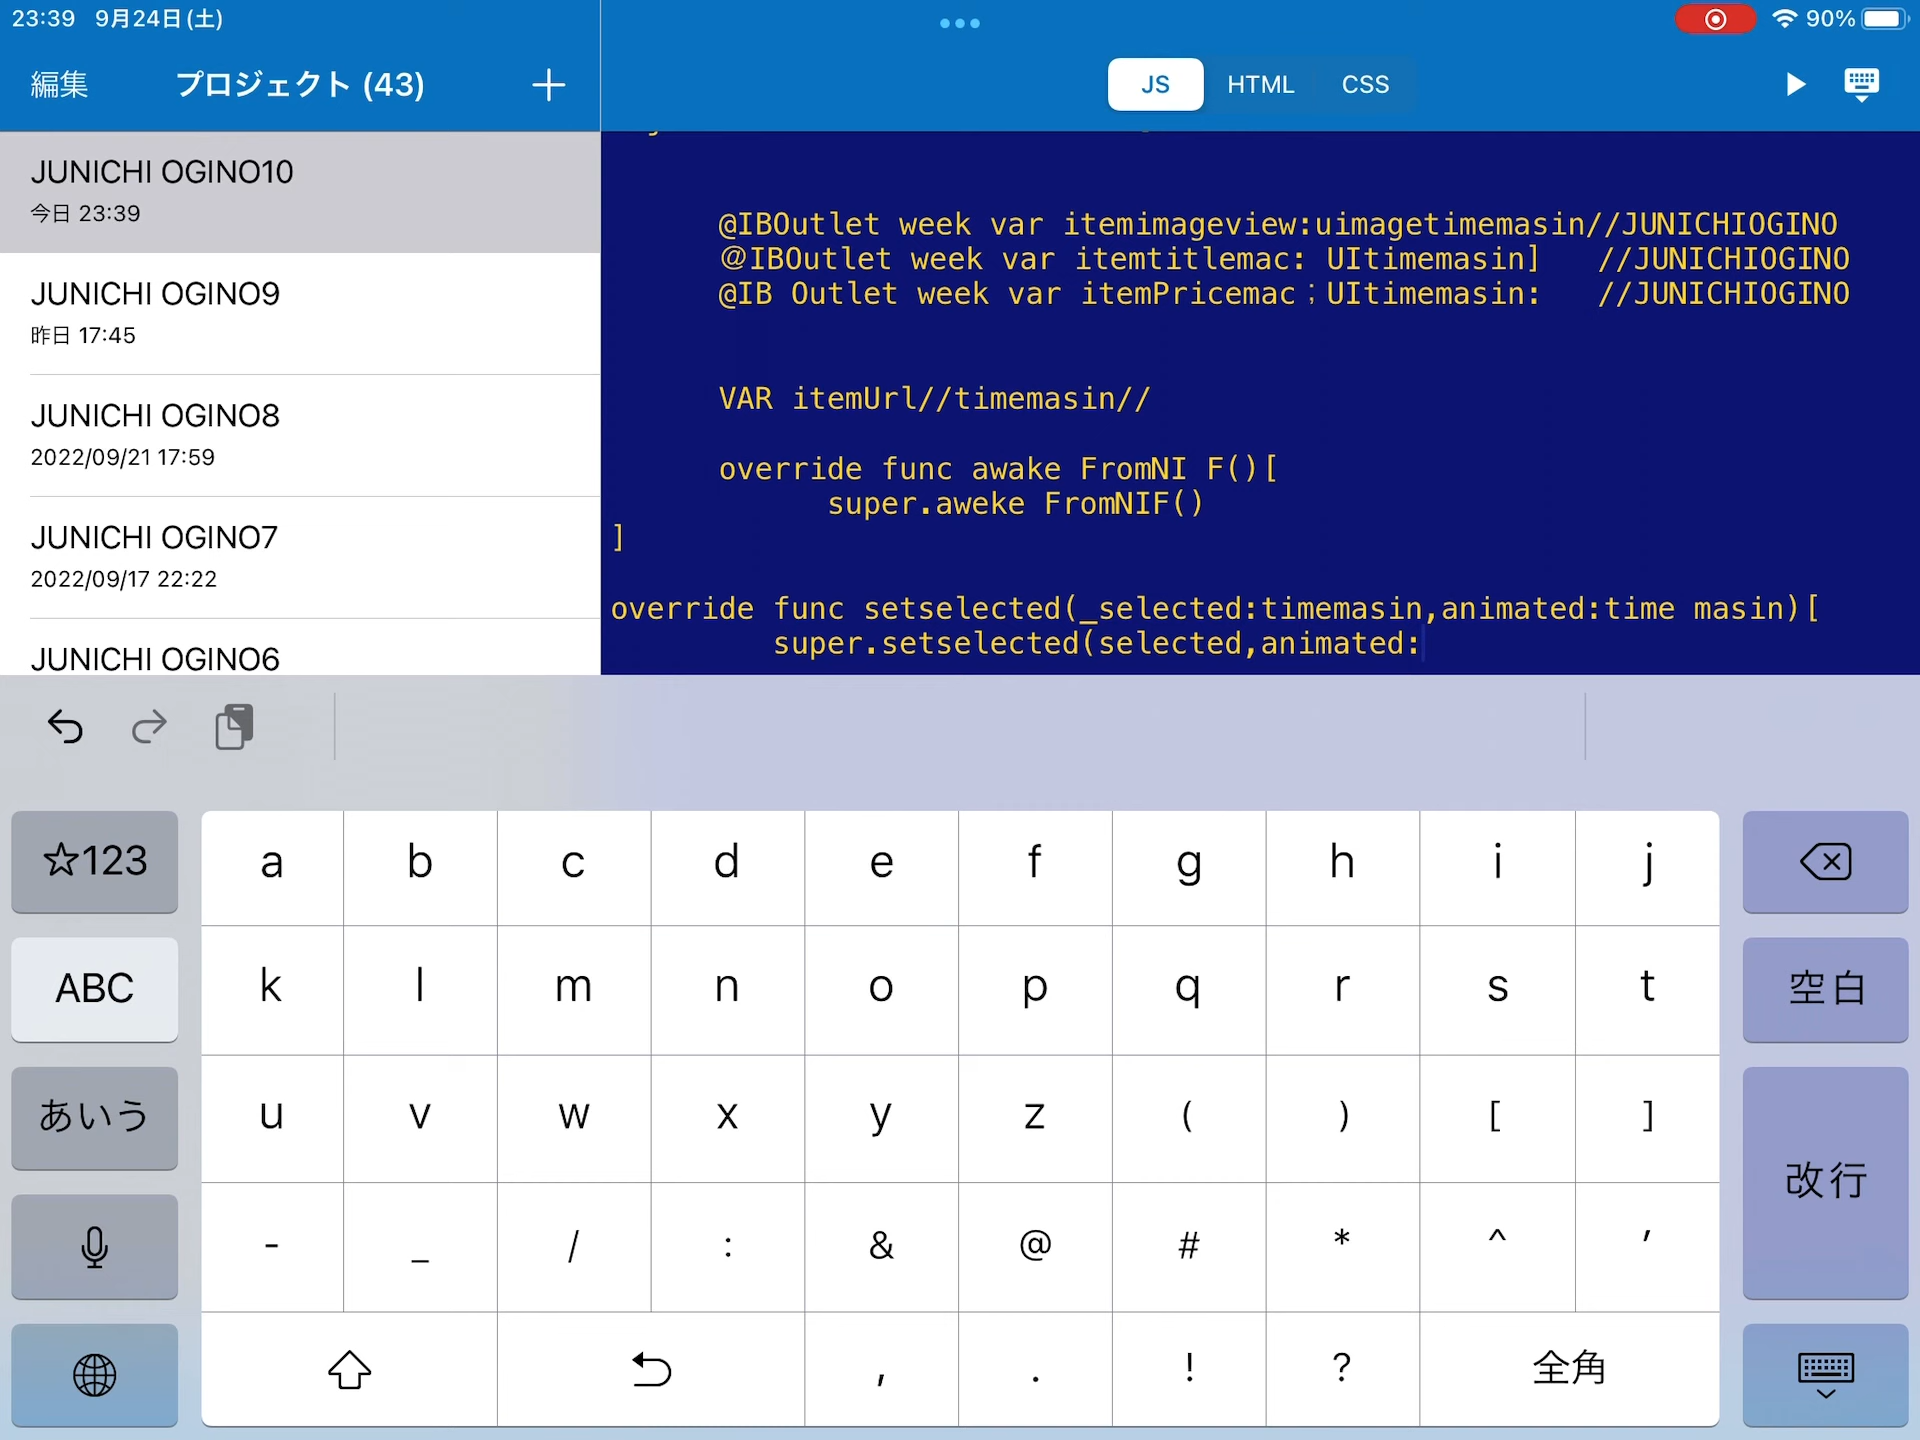 23:39 9月24日(土)
90%
編集 プロジェクト (43) +
JS HTML CSS
JUNICHI OGINO10
今日 23:39
JUNICHI OGINO9
昨日 17:45
JUNICHI OGINO8
2022/09/21 17:59
JUNICHI OGINO7
2022/09/17 22:22
JUNICHI OGINO6
@IBOutlet week var itemimageview:uimagetimemasin//JUNICHIOGINO
＠IBOutlet week var itemtitlemac: UItimemasin] //JUNICHIOGINO
@IB Outlet week var itemPricemac；UItimemasin: //JUNICHIOGINO
VAR itemUrl//timemasin//
override func awake FromNI F()[
super.aweke FromNIF()
]
override func setselected(_selected:timemasin,animated:time masin)[
super.setselected(selected,animated:
☆123 a b c d e f g h i j
ABC k l m n o p q r s t 空白
あいう u v w x y z ( ) [ ] 改行
- _ / : & @ # * ^ ’
, . ! ? 全角